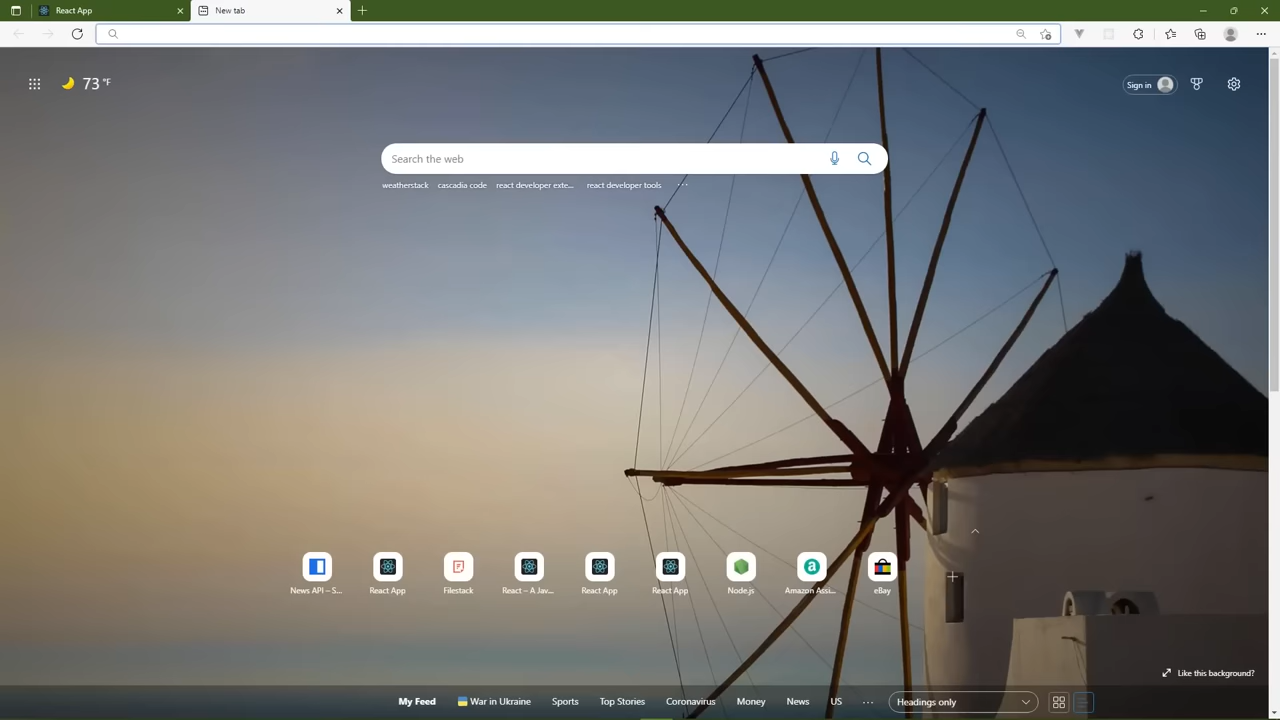 React App
New tab
73 °F
Sign in
Search the web
weatherstack cascadia code react developer exte... react developer tools ...
News API – S... React App Filestack React – A Jav... React App React App Node.js Amazon Assi... eBay
Like this background?
My Feed War in Ukraine Sports Top Stories Coronavirus Money News US ... Headings only